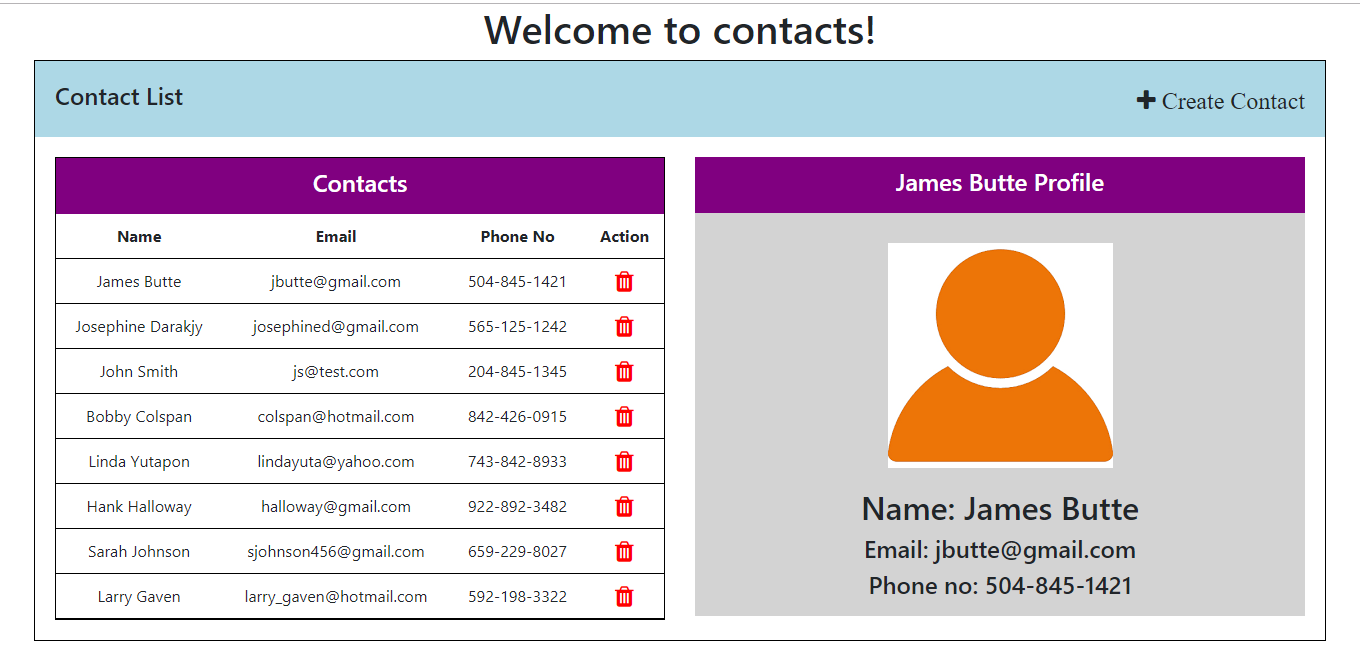 Welcome to contacts!
Contact List
Create Contact
Contacts
Name Email Phone No Action
James Butte jbutte@gmail.com 504-845-1421
Josephine Darakjy josephined@gmail.com 565-125-1242
John Smith js@test.com 204-845-1345
Bobby Colspan colspan@hotmail.com 842-426-0915
Linda Yutapon lindayuta@yahoo.com 743-842-8933
Hank Halloway halloway@gmail.com 922-892-3482
Sarah Johnson sjohnson456@gmail.com 659-229-8027
Larry Gaven larry_gaven@hotmail.com 592-198-3322
James Butte Profile
Name: James Butte
Email: jbutte@gmail.com
Phone no: 504-845-1421